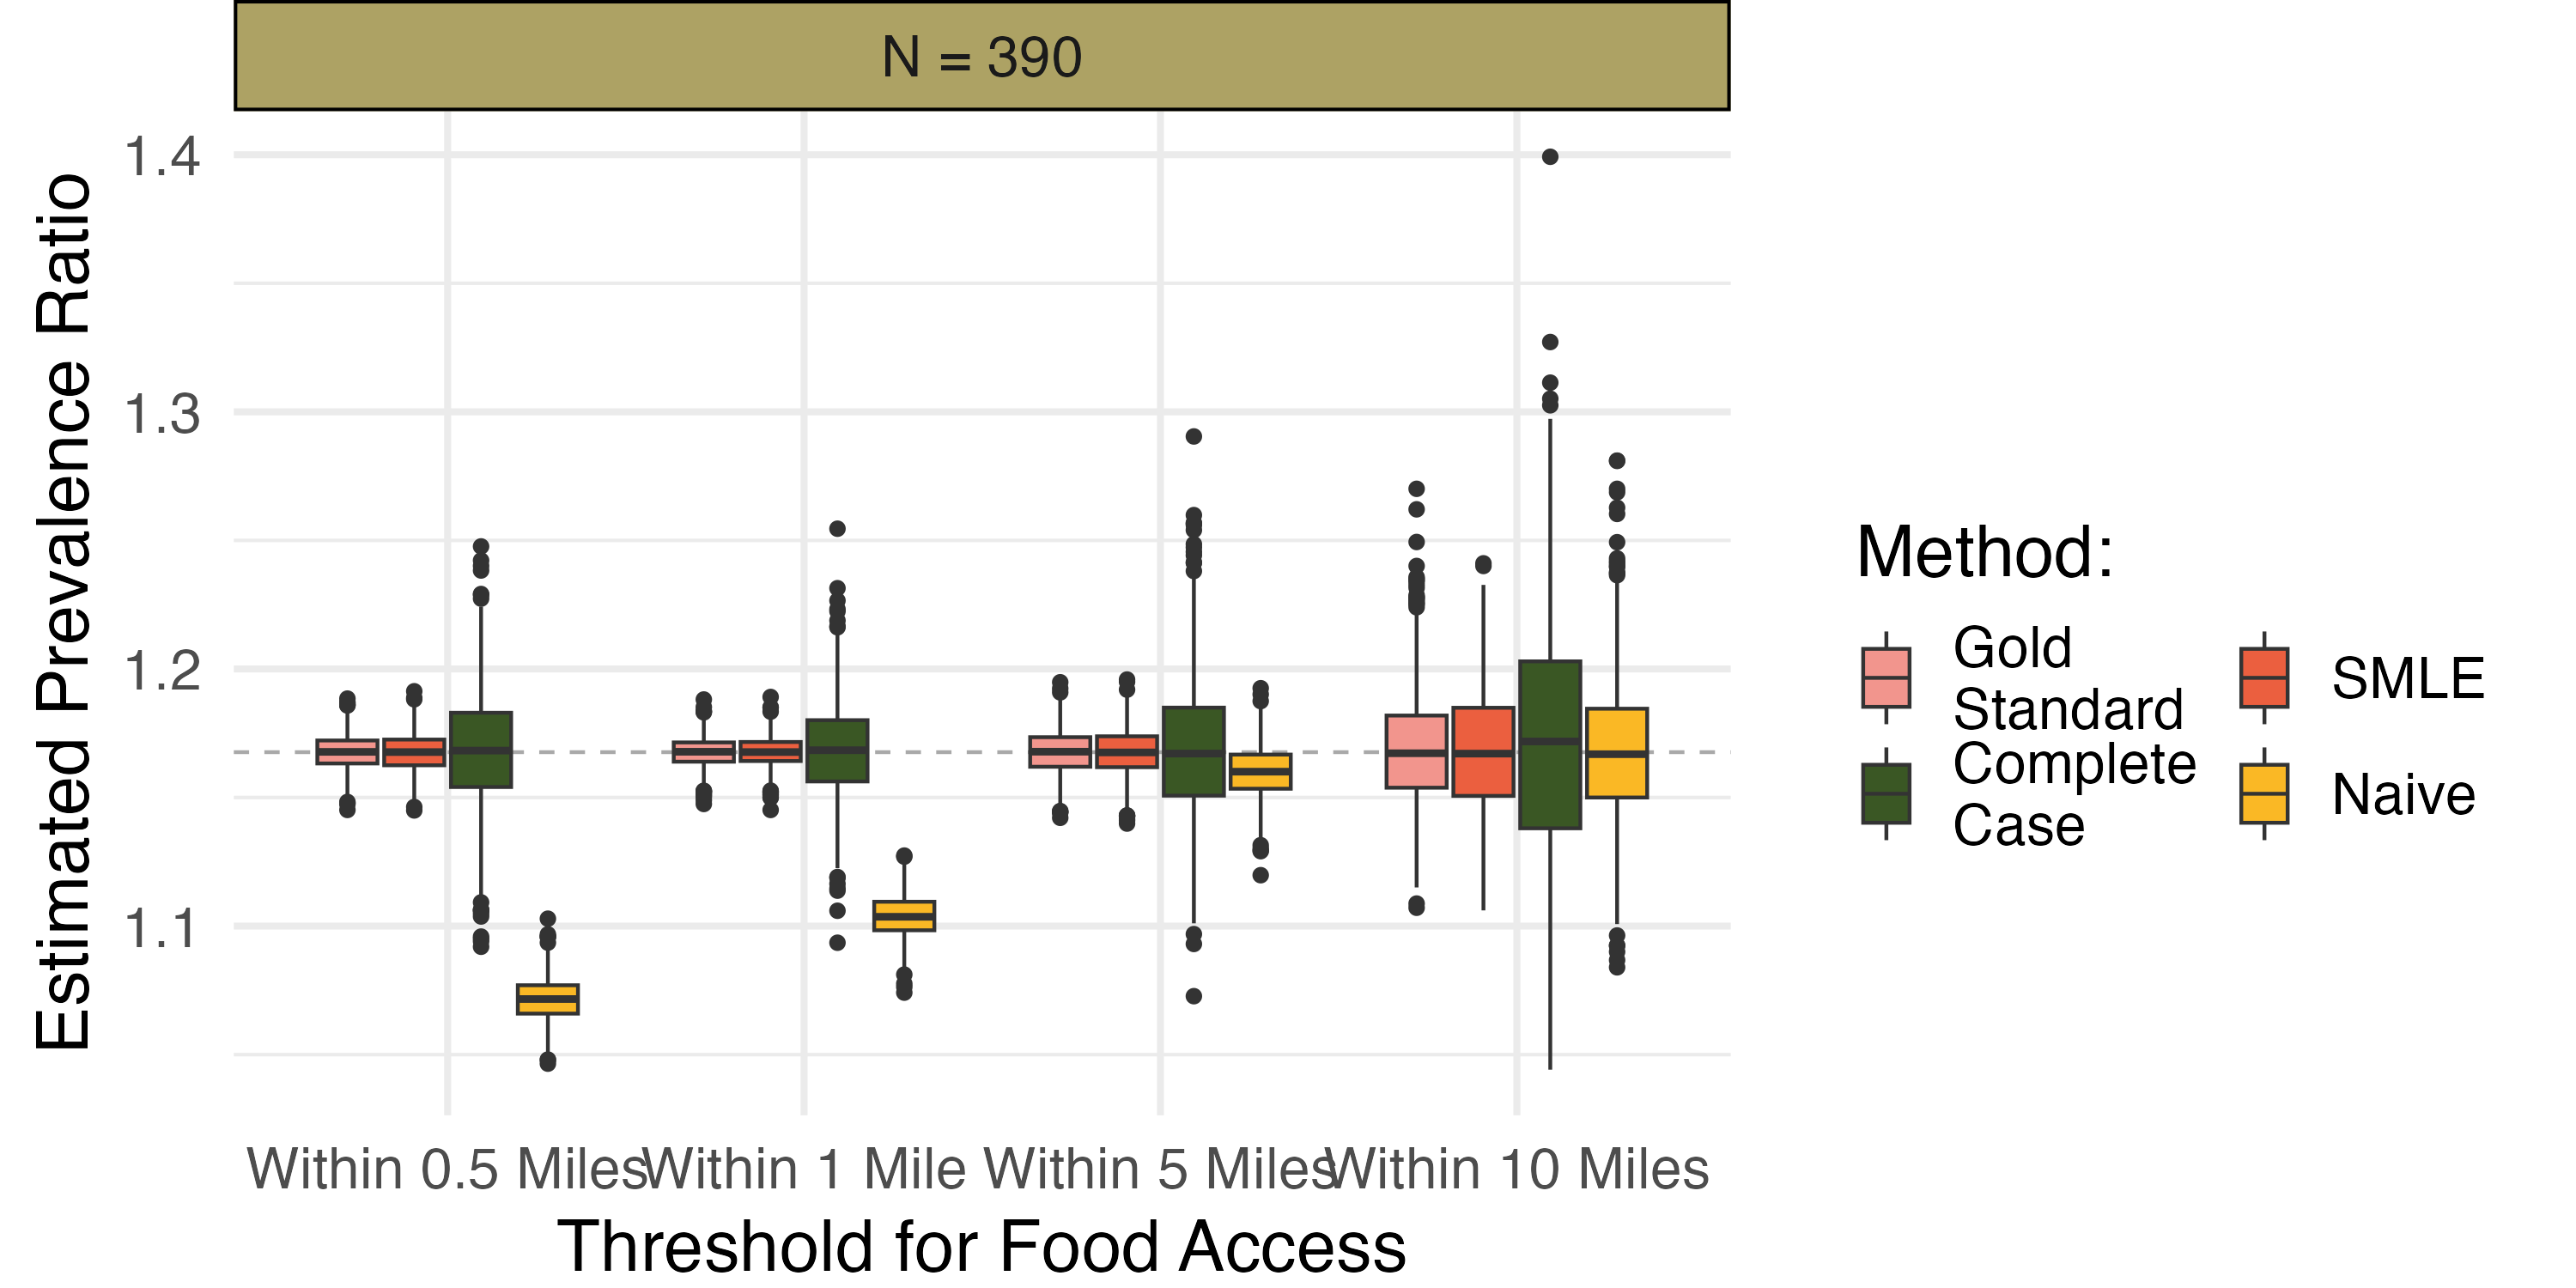 N = 390
1.4
1.3
1.2
1.1
Estimated Prevalence Ratio
Within 0.5 Miles
Within 1 Mile
Within 5 Miles
Within 10 Miles
Threshold for Food Access
Method:
Gold
Standard
Complete
Case
SMLE
Naive